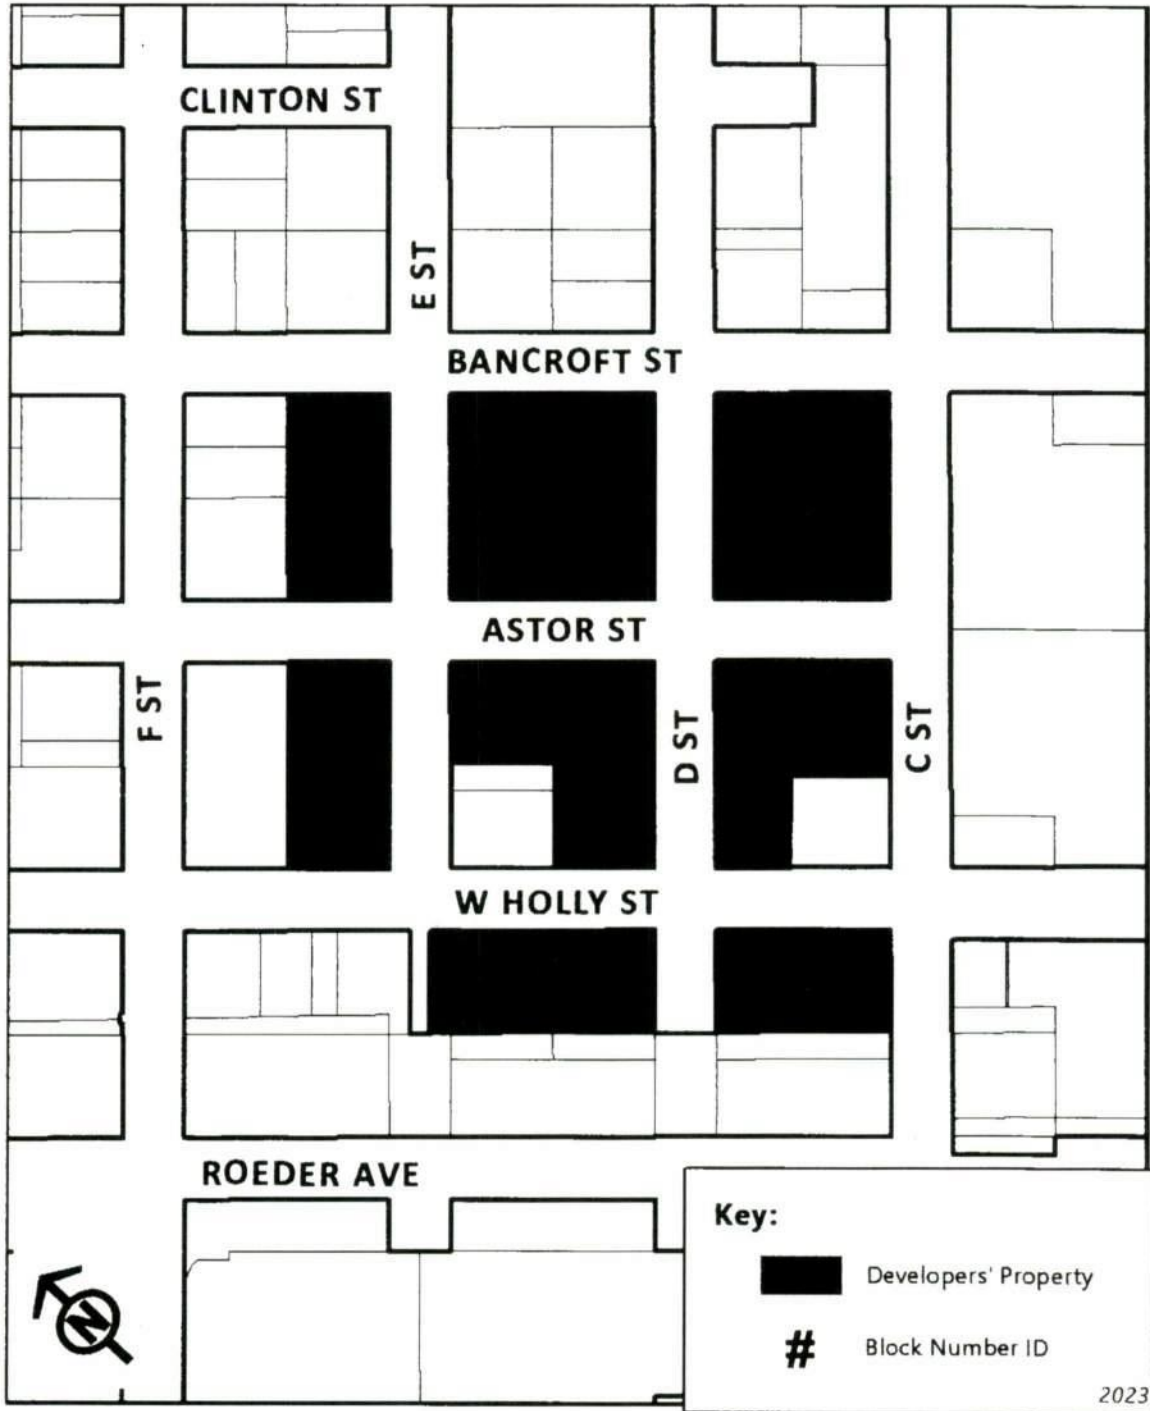 CLINTON ST
E ST
BANCROFT ST
ASTOR ST
F ST
D ST
C ST
W HOLLY ST
ROEDER AVE
Key:
Developers' Property
# Block Number ID
N
2023